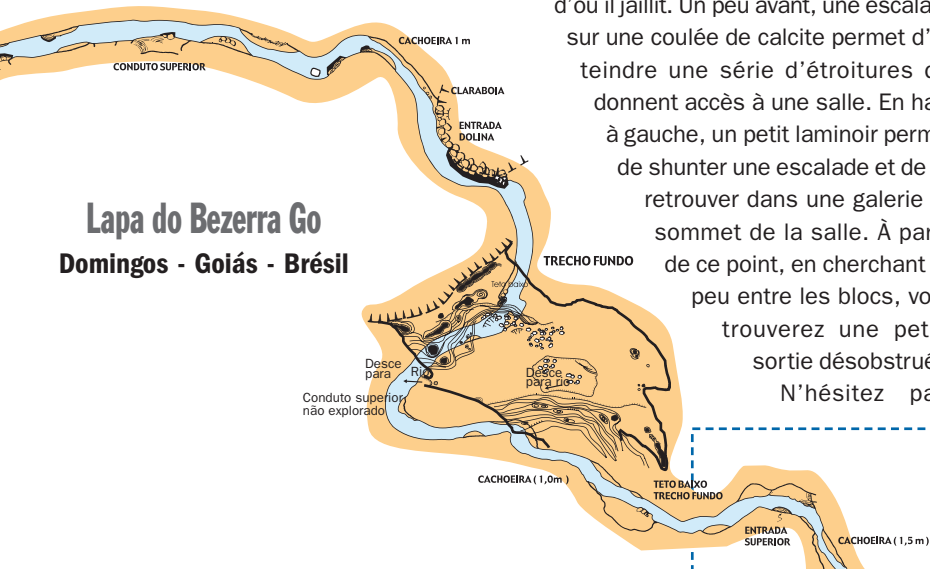 d'où il jaillit. Un peu avant, une escala
sur une coulée de calcite permet d'
teindre une série d'étroitures
donnent accès à une salle. En ha
à gauche, un petit laminoir perm
de shunter une escalade et de
retrouver dans une galerie
sommet de la salle. À par
de ce point, en cherchant
peu entre les blocs, vo
trouverez une pet
sortie désobstrué
N'hésitez pa
CACHOEIRA 1 m
CONDUTO SUPERIOR
CLARABOIA
ENTRADA
DOLINA
Lapa do Bezerra Go
Domingos - Goiás - Brésil
TRECHO FUNDO
Teto baixo
Desce
para Rio
Desce
para rio
Conduto superior
não explorado
CACHOEIRA ( 1,0m )
TETO BAIXO
TRECHO FUNDO
ENTRADA
SUPERIOR
CACHOEIRA ( 1,5 m )